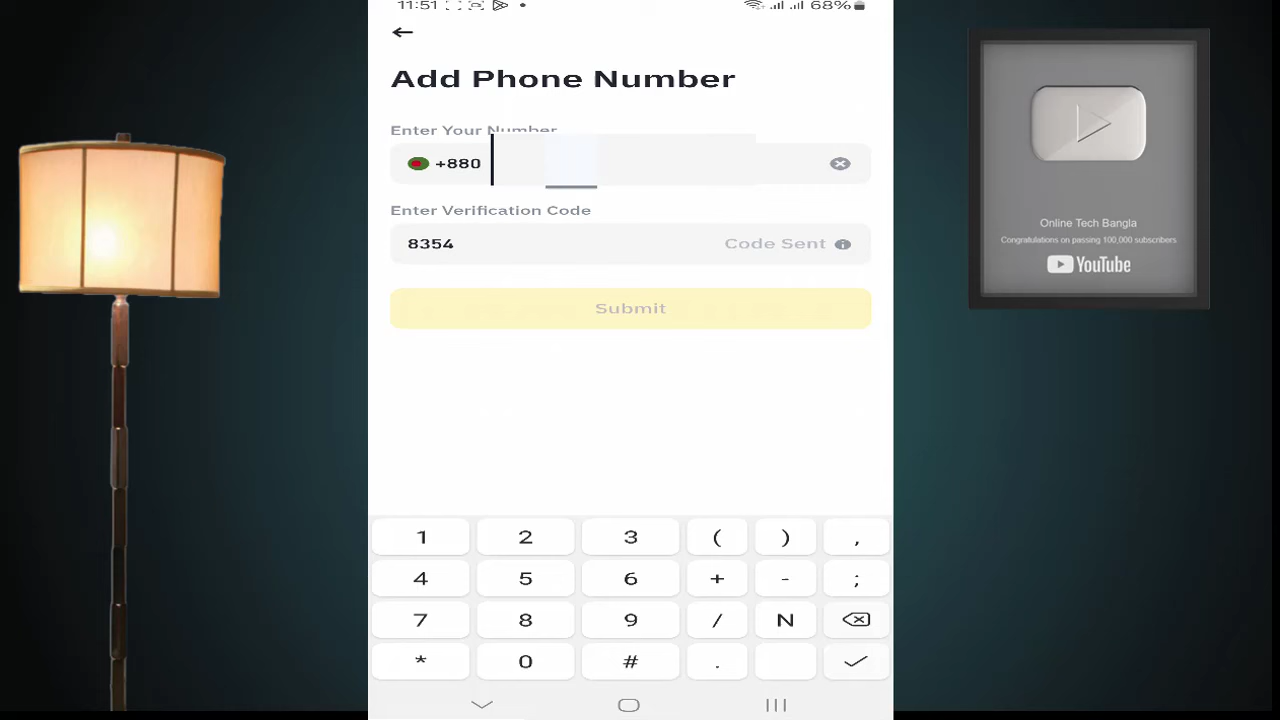 11:51 68%
Add Phone Number
Enter Your Number
+880
Enter Verification Code
8354 Code Sent
Submit
1 2 3 ( ) ,
4 5 6 + - ;
7 8 9 / N
* 0 # .
Online Tech Bangla
Congratulations on passing 100,000 subscribers
YouTube